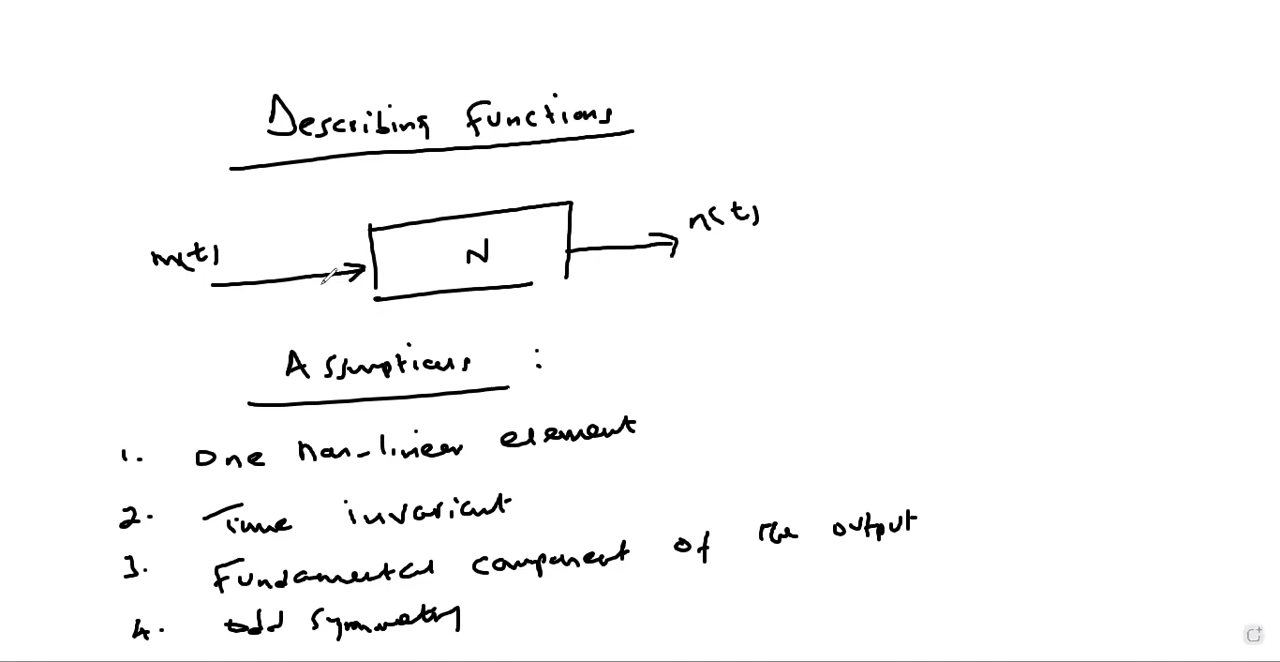 Describing Functions
m(t)
N
n(t)
Assumptions :
1. One non-linear element
2. Time invariant
3. Fundamental component of the output
4. odd symmetry